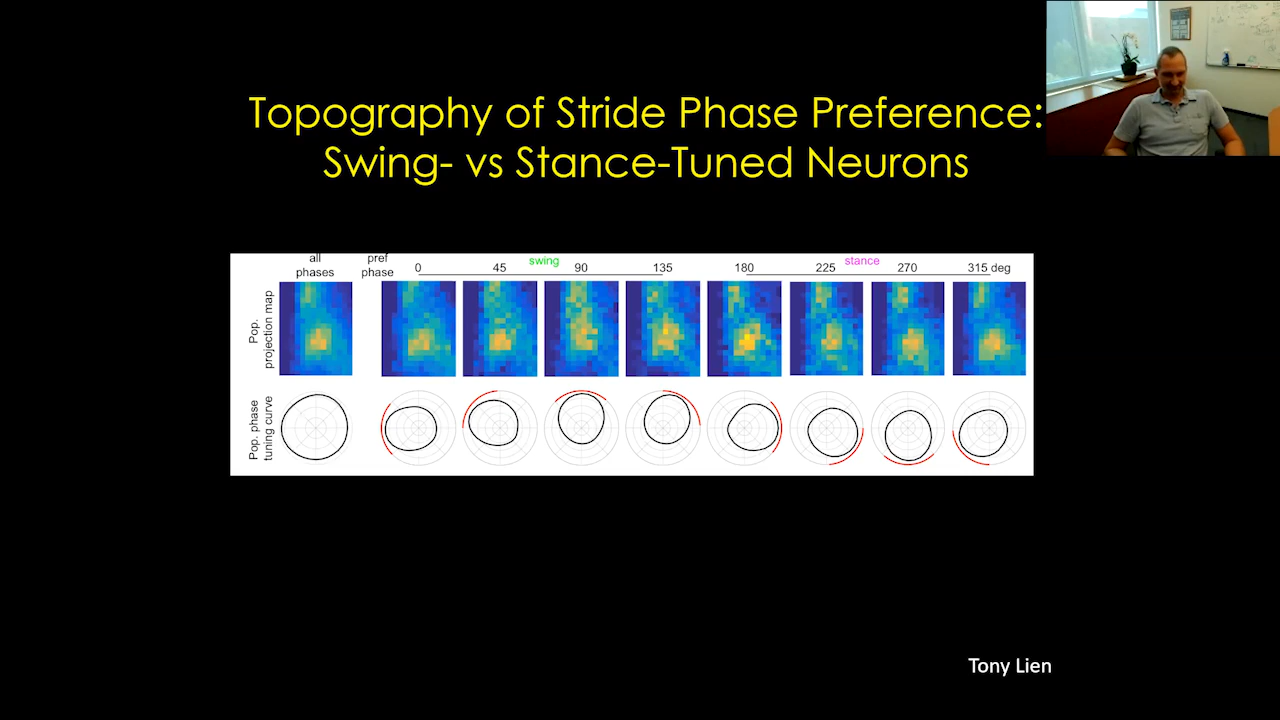 Topography of Stride Phase Preference:
Swing- vs Stance-Tuned Neurons
all
phases
pref
phase
0
45
swing
90
135
180
225
stance
270
315 deg
Pop.
projection map
Pop. phase
tuning curve
Tony Lien